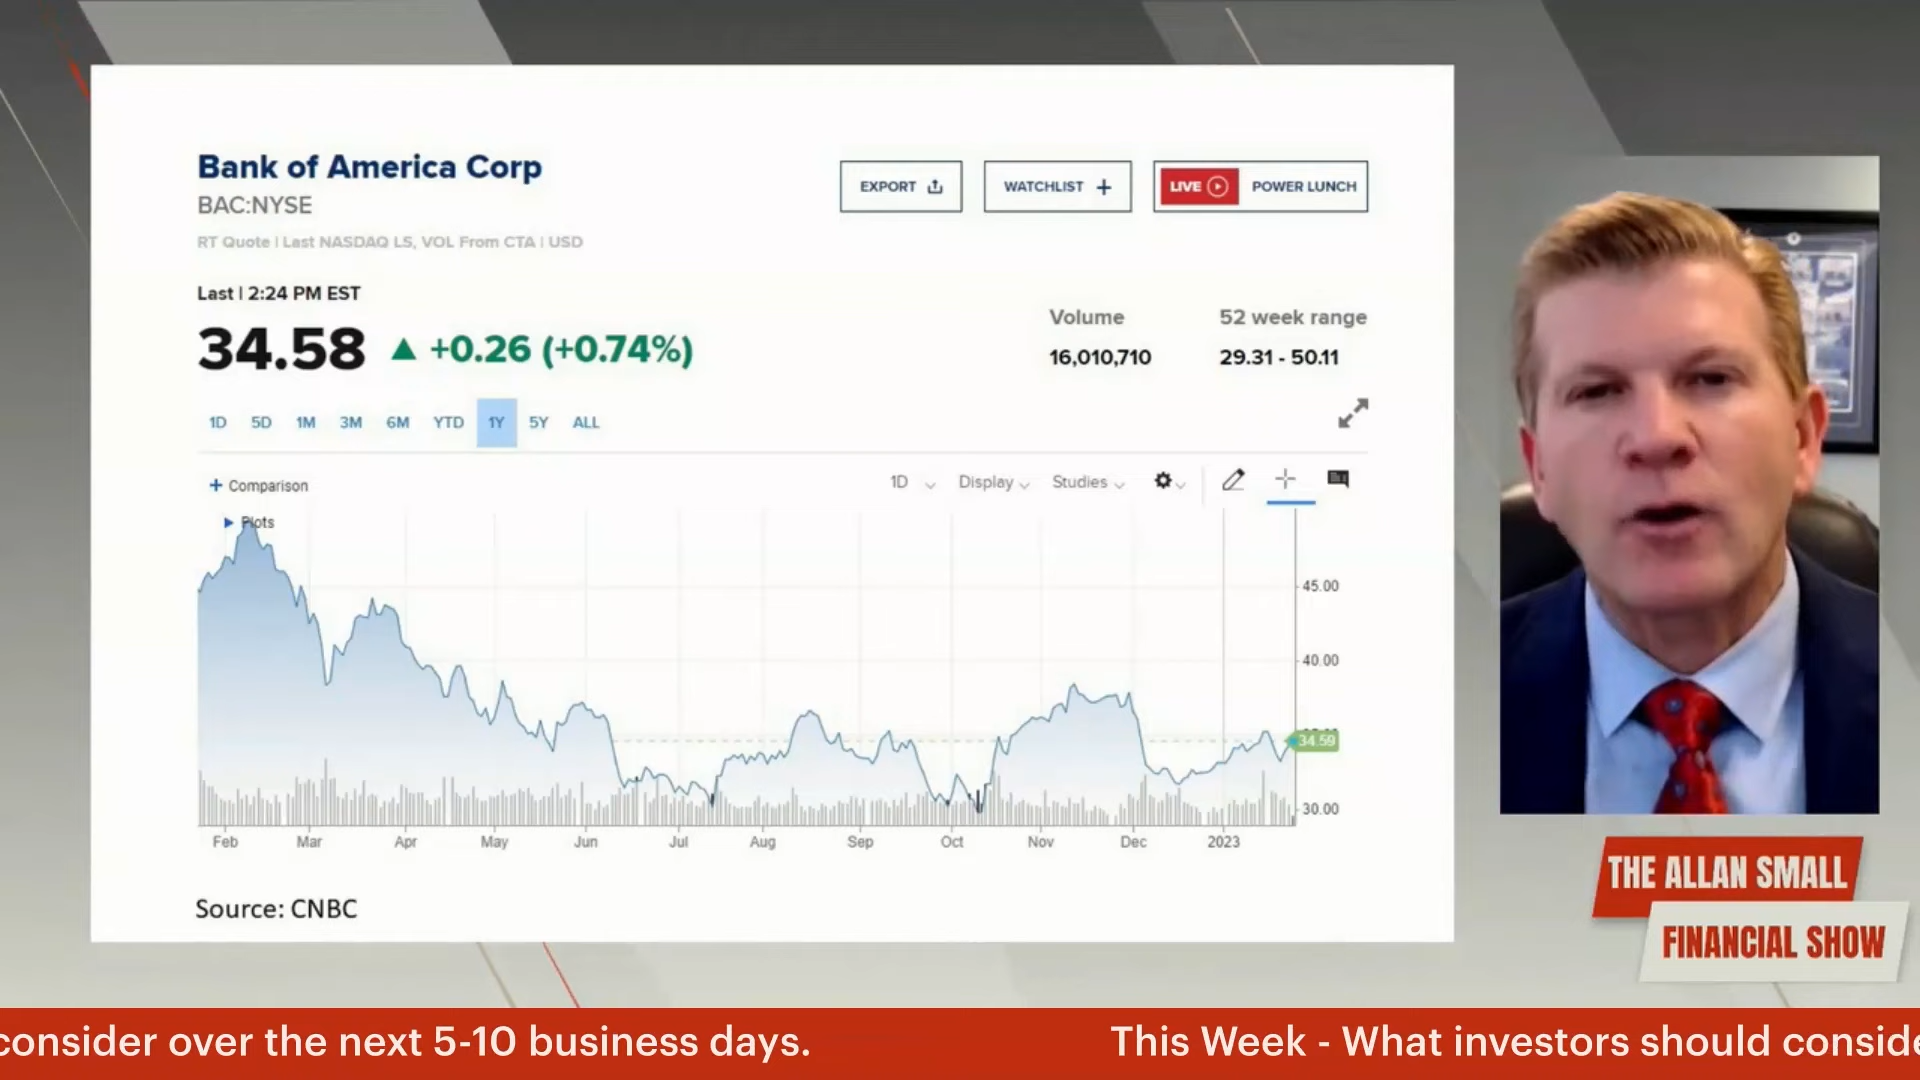 Bank of America Corp
BAC:NYSE
RT Quote | Last NASDAQ LS, VOL From CTA | USD
EXPORT
WATCHLIST +
LIVE
POWER LUNCH
Last | 2:24 PM EST
34.58
+0.26 (+0.74%)
Volume
16,010,710
52 week range
29.31 - 50.11
1D 5D 1M 3M 6M YTD 1Y 5Y ALL
+ Comparison
1D Display Studies
Plots
45.00
40.00
34.59
30.00
Feb Mar Apr May Jun Jul Aug Sep Oct Nov Dec 2023
Source: CNBC
THE ALLAN SMALL
FINANCIAL SHOW
consider over the next 5-10 business days.
This Week - What investors should conside